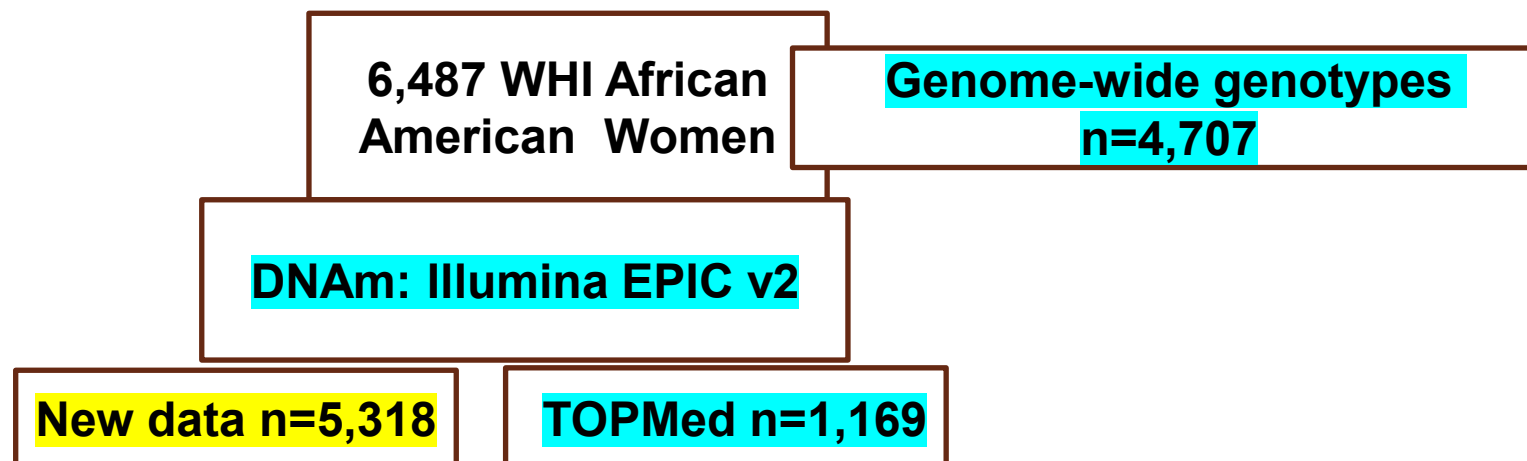 6,487 WHI African
American Women
Genome-wide genotypes
n=4,707
DNAm: Illumina EPIC v2
New data n=5,318
TOPMed n=1,169